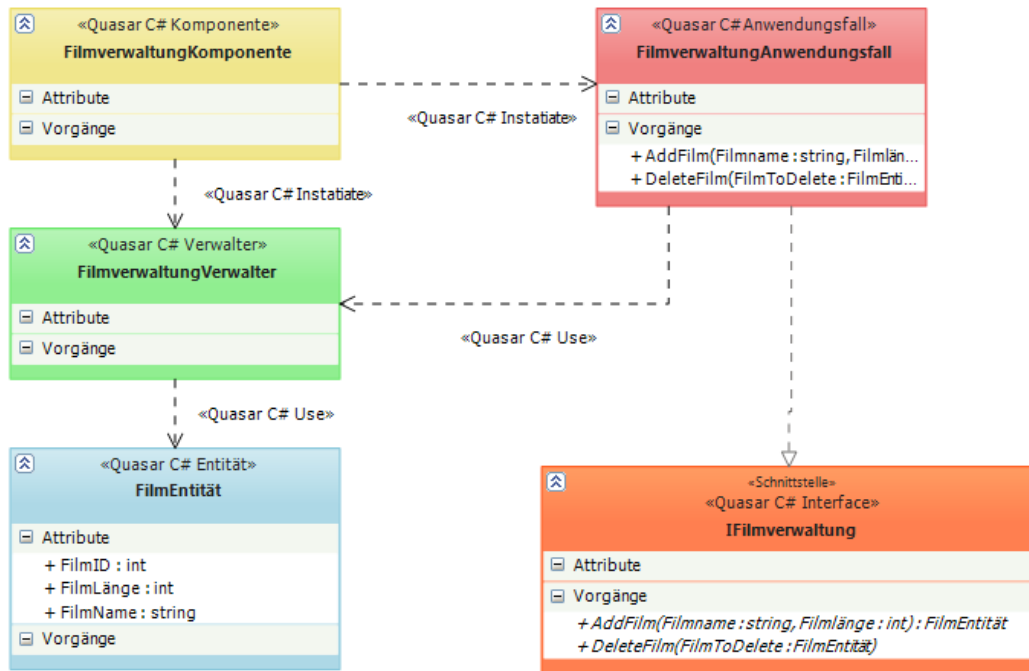 «Quasar C# Komponente»
FilmverwaltungKomponente
Attribute
Vorgänge
«Quasar C# Anwendungsfall»
FilmverwaltungAnwendungsfall
Attribute
Vorgänge
+ AddFilm(Filmname : string, Filmlän...
+ DeleteFilm(FilmToDelete : FilmEnti...
«Quasar C# Instatiate»
«Quasar C# Instatiate»
«Quasar C# Verwalter»
FilmverwaltungVerwalter
Attribute
Vorgänge
«Quasar C# Use»
«Quasar C# Use»
«Quasar C# Entität»
FilmEntität
Attribute
+ FilmID : int
+ FilmLänge : int
+ FilmName : string
Vorgänge
«Schnittstelle»
«Quasar C# Interface»
IFilmverwaltung
Attribute
Vorgänge
+ AddFilm(Filmname : string, Filmlänge : int) : FilmEntität
+ DeleteFilm(FilmToDelete : FilmEntität)